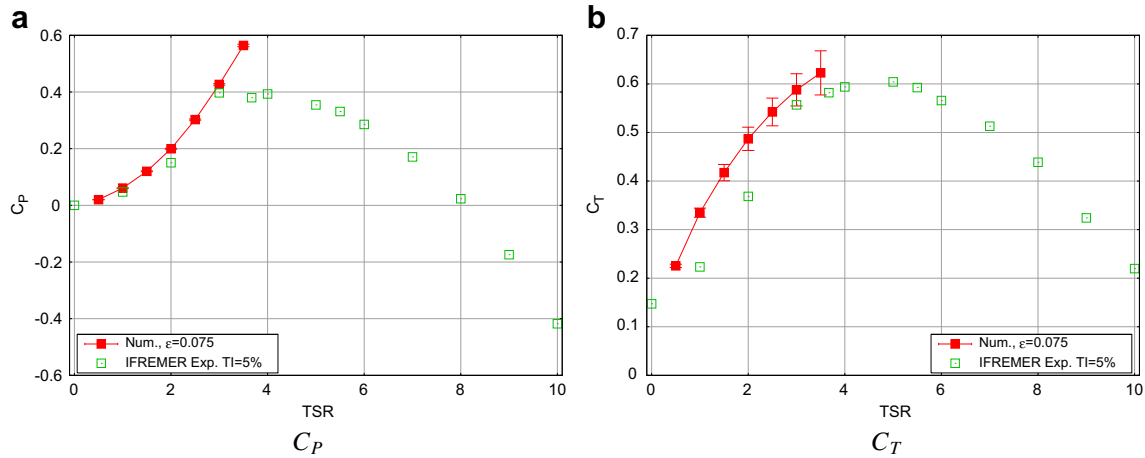 a
0.6
0.4
0.2
0
-0.2
-0.4
-0.6
C_P
0 2 4 6 8 10
TSR
Num., ε=0.075
IFREMER Exp. TI=5%
C_P
b
0.7
0.6
0.5
0.4
0.3
0.2
0.1
0
C_T
0 2 4 6 8 10
TSR
Num., ε=0.075
IFREMER Exp. TI=5%
C_T